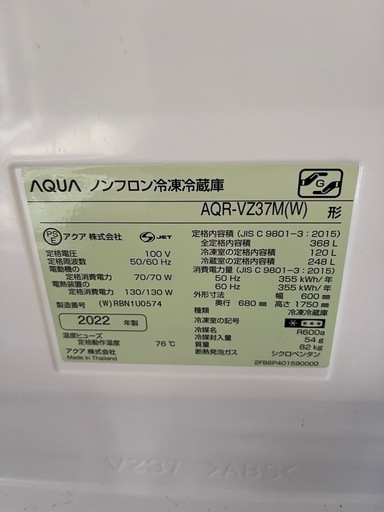 AQUA ノンフロン冷凍冷蔵庫
AQR-VZ37M(W) 形
PSE アクア 株式会社 S-JET
定格電圧 100 V
定格周波数 50/60 Hz
電動機の
定格消費電力 70/70 W
電熱装置の
定格消費電力 130/130 W
製造番号 (W)RBN1U0574
2022 年製
温度ヒューズ
定格動作温度 76℃
アクア 株式会社
Made in Thailand
定格内容積 (JIS C 9801-3:2015)
全定格内容積 368 L
冷凍室の定格内容積 120 L
冷蔵室の定格内容積 248 L
消費電力量 (JIS C 9801-3:2015)
50 Hz 355 kWh/年
60 Hz 355 kWh/年
外形寸法 幅 600 mm
奥行 680 mm 高さ 1750 mm
種類 冷凍冷蔵庫
冷凍室の記号
冷媒名 R600a
冷媒封入量 54 g
質量 82 kg
断熱発泡ガス シクロペンタン
2FB6P401590000
VZ37 >ABS<